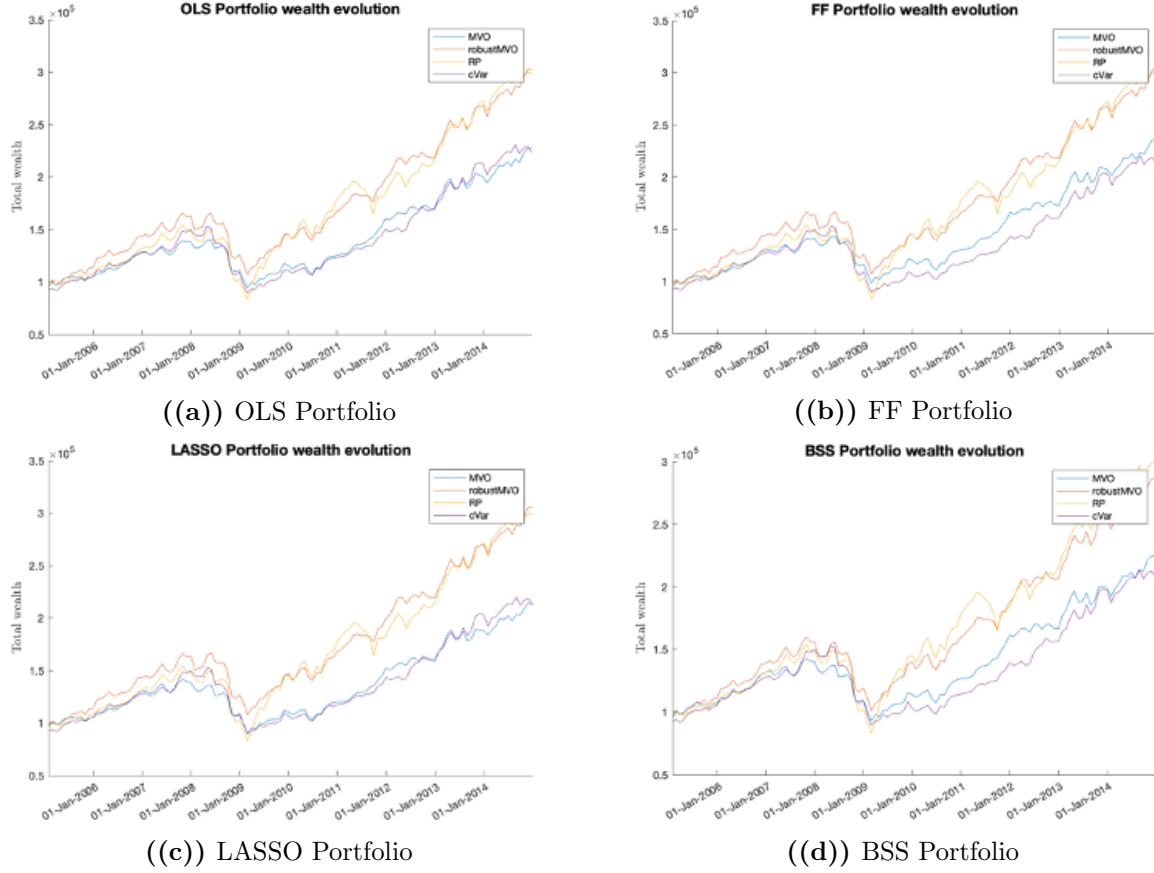 OLS Portfolio wealth evolution
×10^5
3.5
3
2.5
2
1.5
1
0.5
Total wealth
MVO
robustMVO
RP
cVar
01-Jan-2006
01-Jan-2007
01-Jan-2008
01-Jan-2009
01-Jan-2010
01-Jan-2011
01-Jan-2012
01-Jan-2013
01-Jan-2014
((a)) OLS Portfolio
FF Portfolio wealth evolution
×10^5
3.5
3
2.5
2
1.5
1
0.5
Total wealth
MVO
robustMVO
RP
cVar
01-Jan-2006
01-Jan-2007
01-Jan-2008
01-Jan-2009
01-Jan-2010
01-Jan-2011
01-Jan-2012
01-Jan-2013
01-Jan-2014
((b)) FF Portfolio
LASSO Portfolio wealth evolution
×10^5
3.5
3
2.5
2
1.5
1
0.5
Total wealth
MVO
robustMVO
RP
cVar
01-Jan-2006
01-Jan-2007
01-Jan-2008
01-Jan-2009
01-Jan-2010
01-Jan-2011
01-Jan-2012
01-Jan-2013
01-Jan-2014
((c)) LASSO Portfolio
BSS Portfolio wealth evolution
×10^5
3
2.5
2
1.5
1
0.5
Total wealth
MVO
robustMVO
RP
cVar
01-Jan-2006
01-Jan-2007
01-Jan-2008
01-Jan-2009
01-Jan-2010
01-Jan-2011
01-Jan-2012
01-Jan-2013
01-Jan-2014
((d)) BSS Portfolio